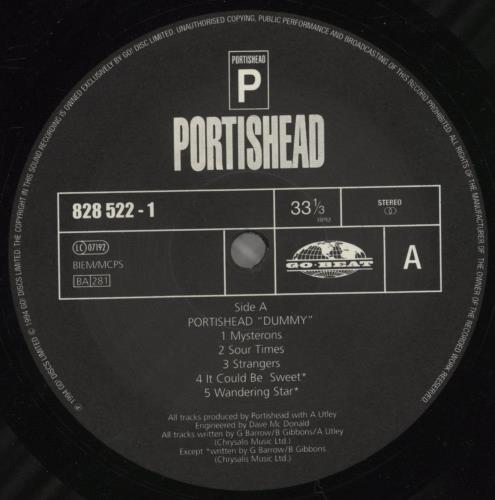 PORTISHEAD
P
PORTISHEAD
828 522 - 1
33 1/3
RPM
STEREO
LC 07192
BIEM/MCPS
BA 281
GO·BEAT
A
Side A
PORTISHEAD "DUMMY"
1 Mysterons
2 Sour Times
3 Strangers
4 It Could Be Sweet*
5 Wandering Star*
All tracks produced by Portishead with A Utley
Engineered by Dave Mc Donald
All tracks written by G Barrow/B Gibbons/A Utley
(Chrysalis Music Ltd.)
Except *written by G Barrow/B Gibbons
(Chrysalis Music Ltd.)
℗ 1994 GO! DISCS LIMITED © 1994 GO! DISCS LIMITED. THE COPYRIGHT IN THIS SOUND RECORDING IS OWNED EXCLUSIVELY BY GO! DISC LIMITED. UNAUTHORISED COPYING, PUBLIC PERFORMANCE AND BROADCASTING OF THIS RECORD PROHIBITED. ALL RIGHTS OF THE MANUFACTURER OF THE OWNER OF THE RECORDED WORK RESERVED